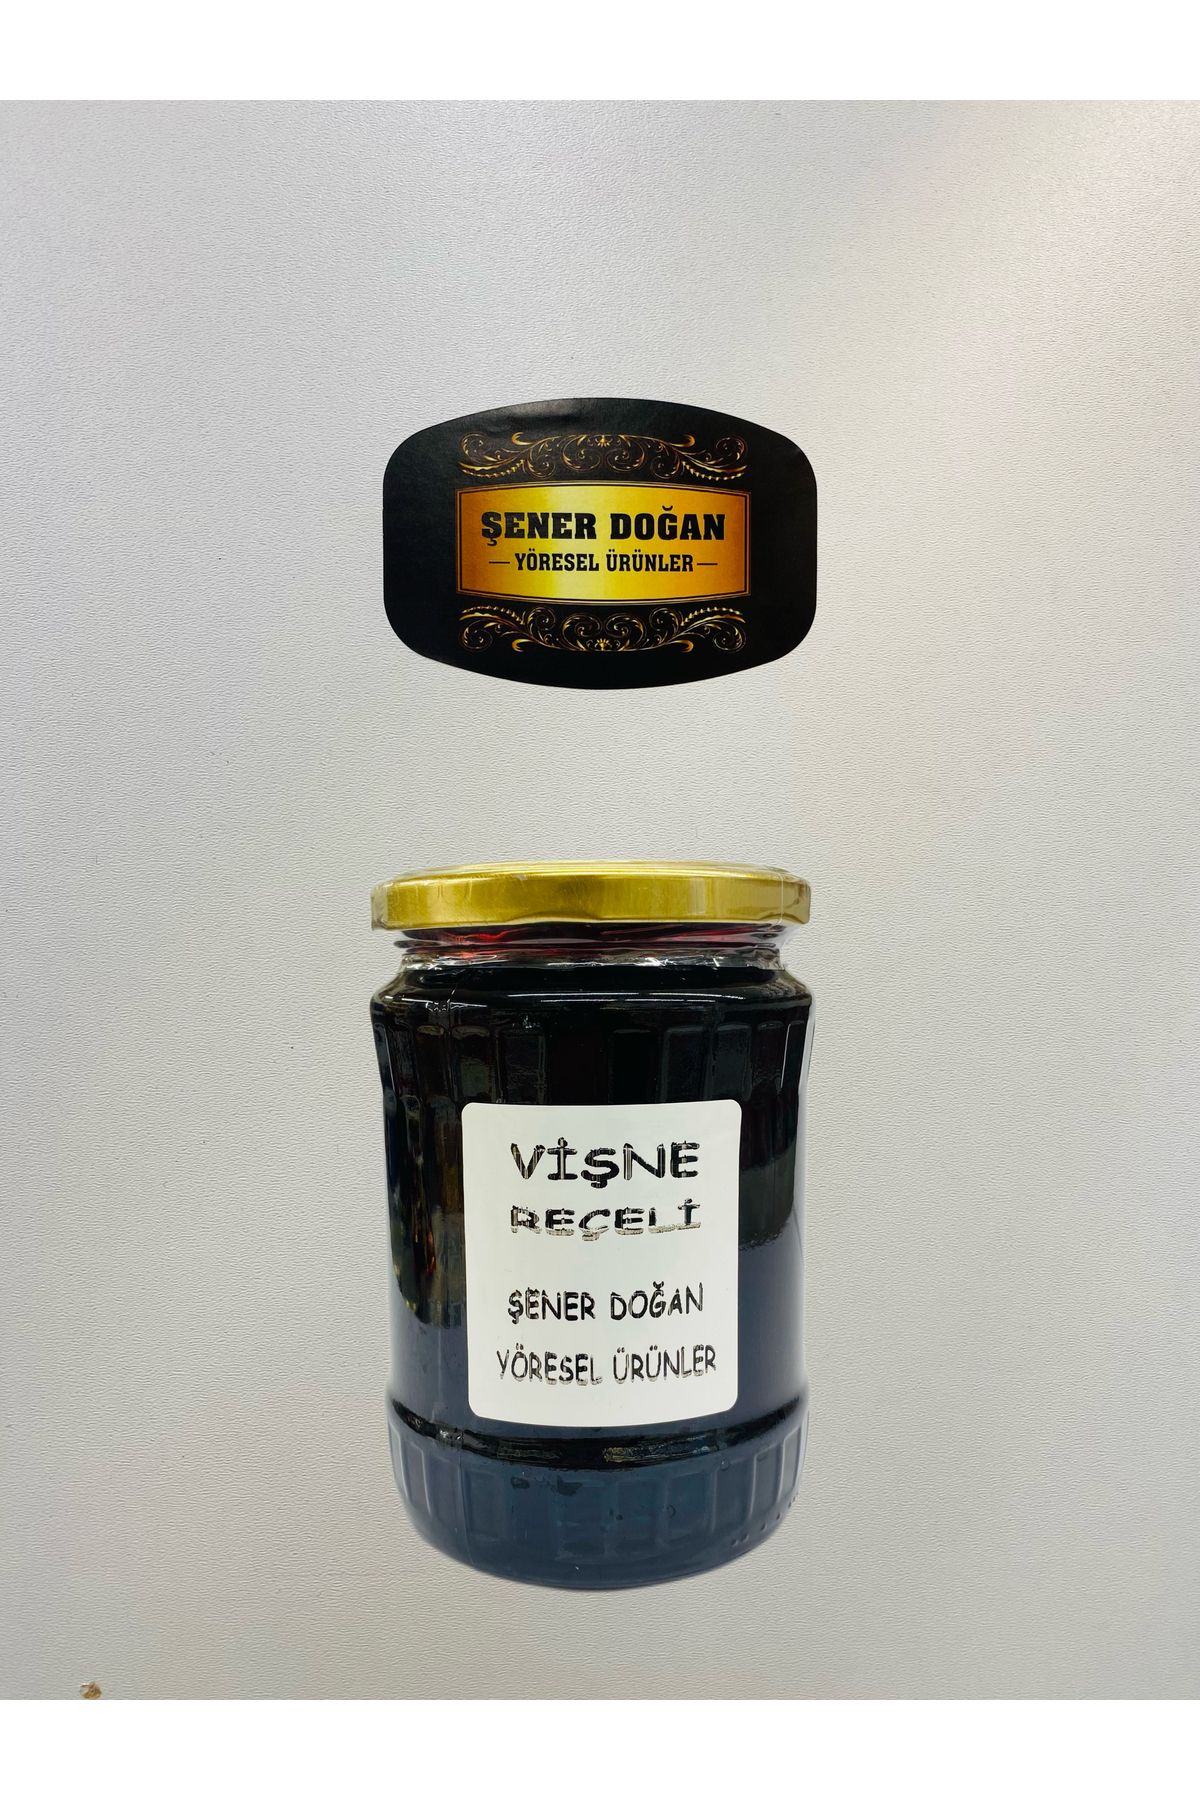 ŞENER DOĞAN
YÖRESEL ÜRÜNLER
VİŞNE
REÇELİ
ŞENER DOĞAN
YÖRESEL ÜRÜNLER